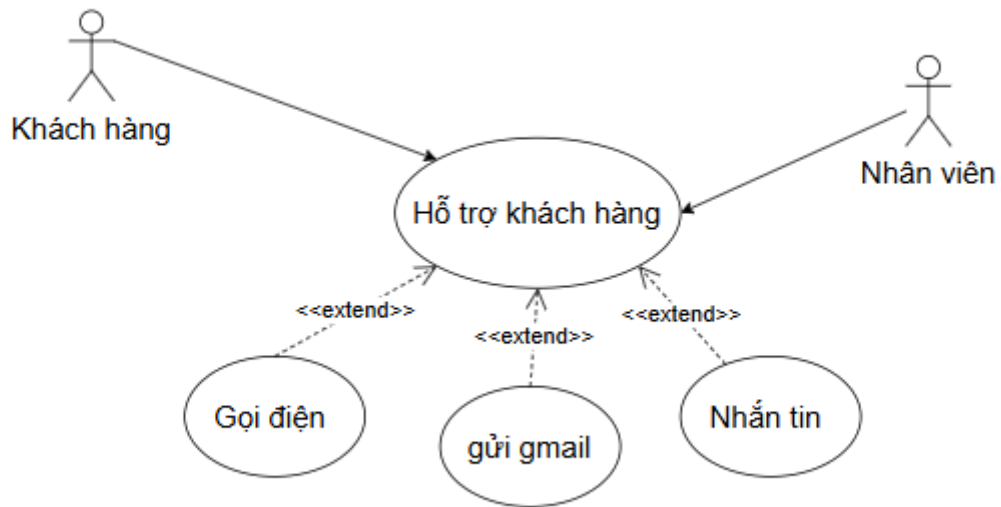 Khách hàng
Nhân viên
Hỗ trợ khách hàng
<<extend>>
<<extend>>
<<extend>>
Gọi điện
gửi gmail
Nhắn tin